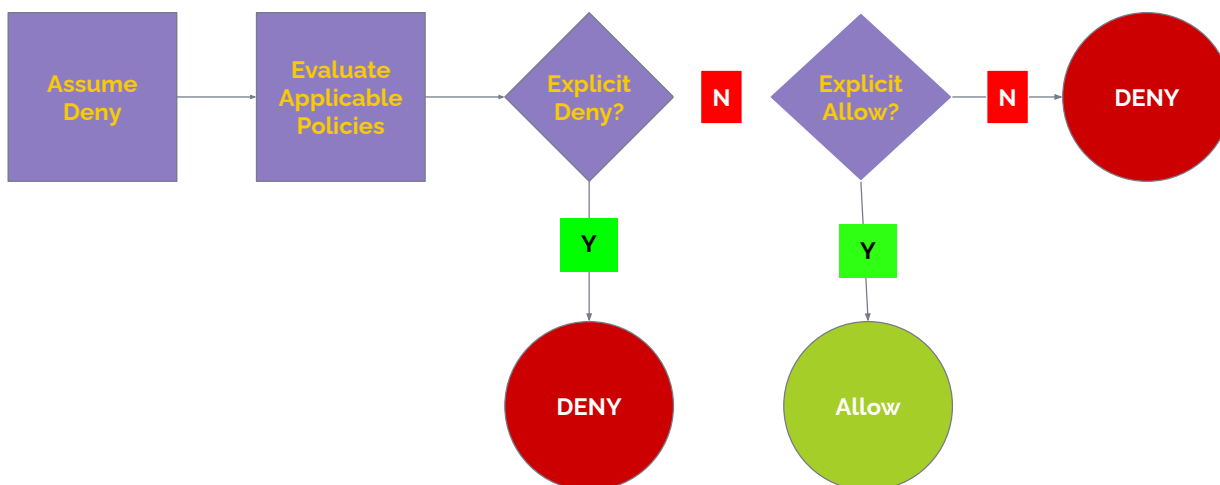 Assume
Deny
Evaluate
Applicable
Policies
Explicit
Deny?
N
Explicit
Allow?
N
DENY
Y
Y
DENY
Allow